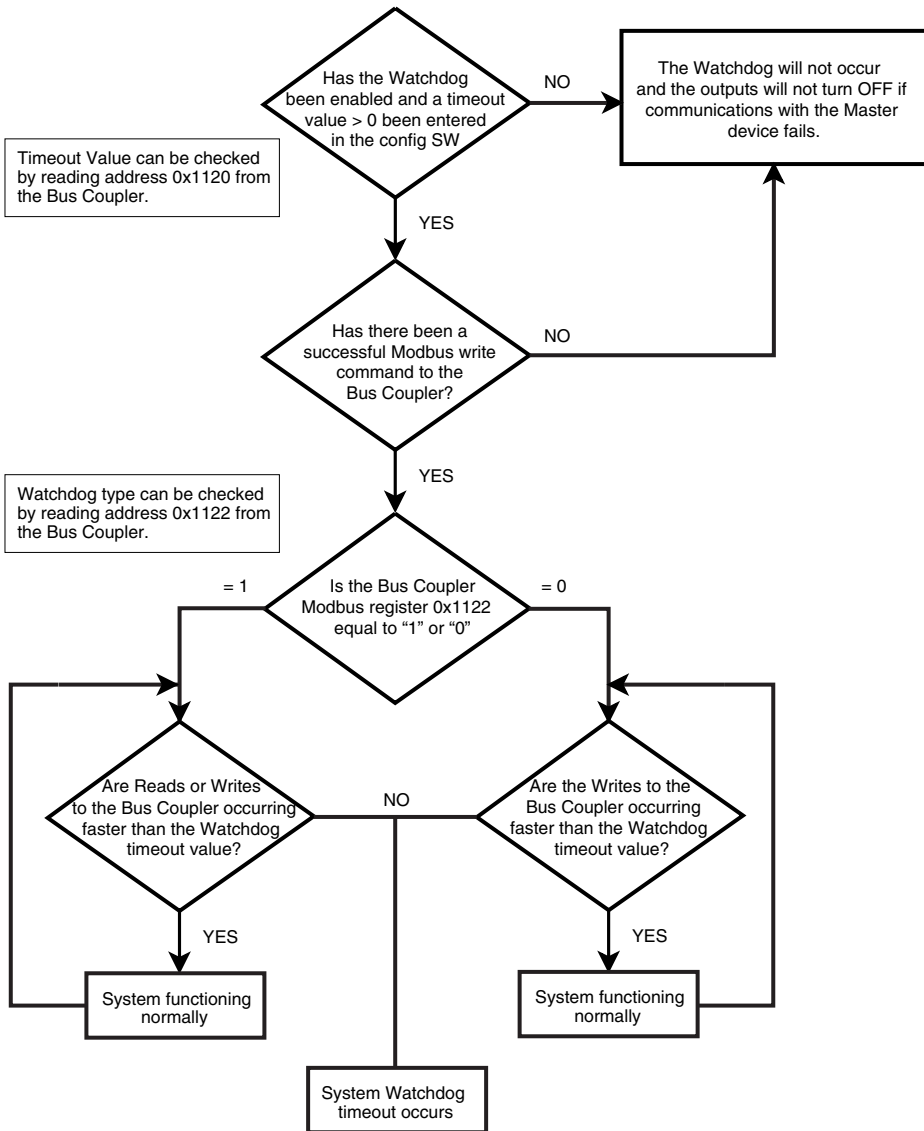 Has the Watchdog
been enabled and a timeout
value > 0 been entered
in the config SW
NO
The Watchdog will not occur
and the outputs will not turn OFF if
communications with the Master
device fails.
Timeout Value can be checked
by reading address 0x1120 from
the Bus Coupler.
YES
Has there been a
successful Modbus write
command to the
Bus Coupler?
NO
YES
Watchdog type can be checked
by reading address 0x1122 from
the Bus Coupler.
= 1
Is the Bus Coupler
Modbus register 0x1122
equal to “1” or “0”
= 0
Are Reads or Writes
to the Bus Coupler occurring
faster than the Watchdog
timeout value?
NO
Are the Writes to the
Bus Coupler occurring
faster than the Watchdog
timeout value?
YES
YES
System functioning
normally
System functioning
normally
System Watchdog
timeout occurs